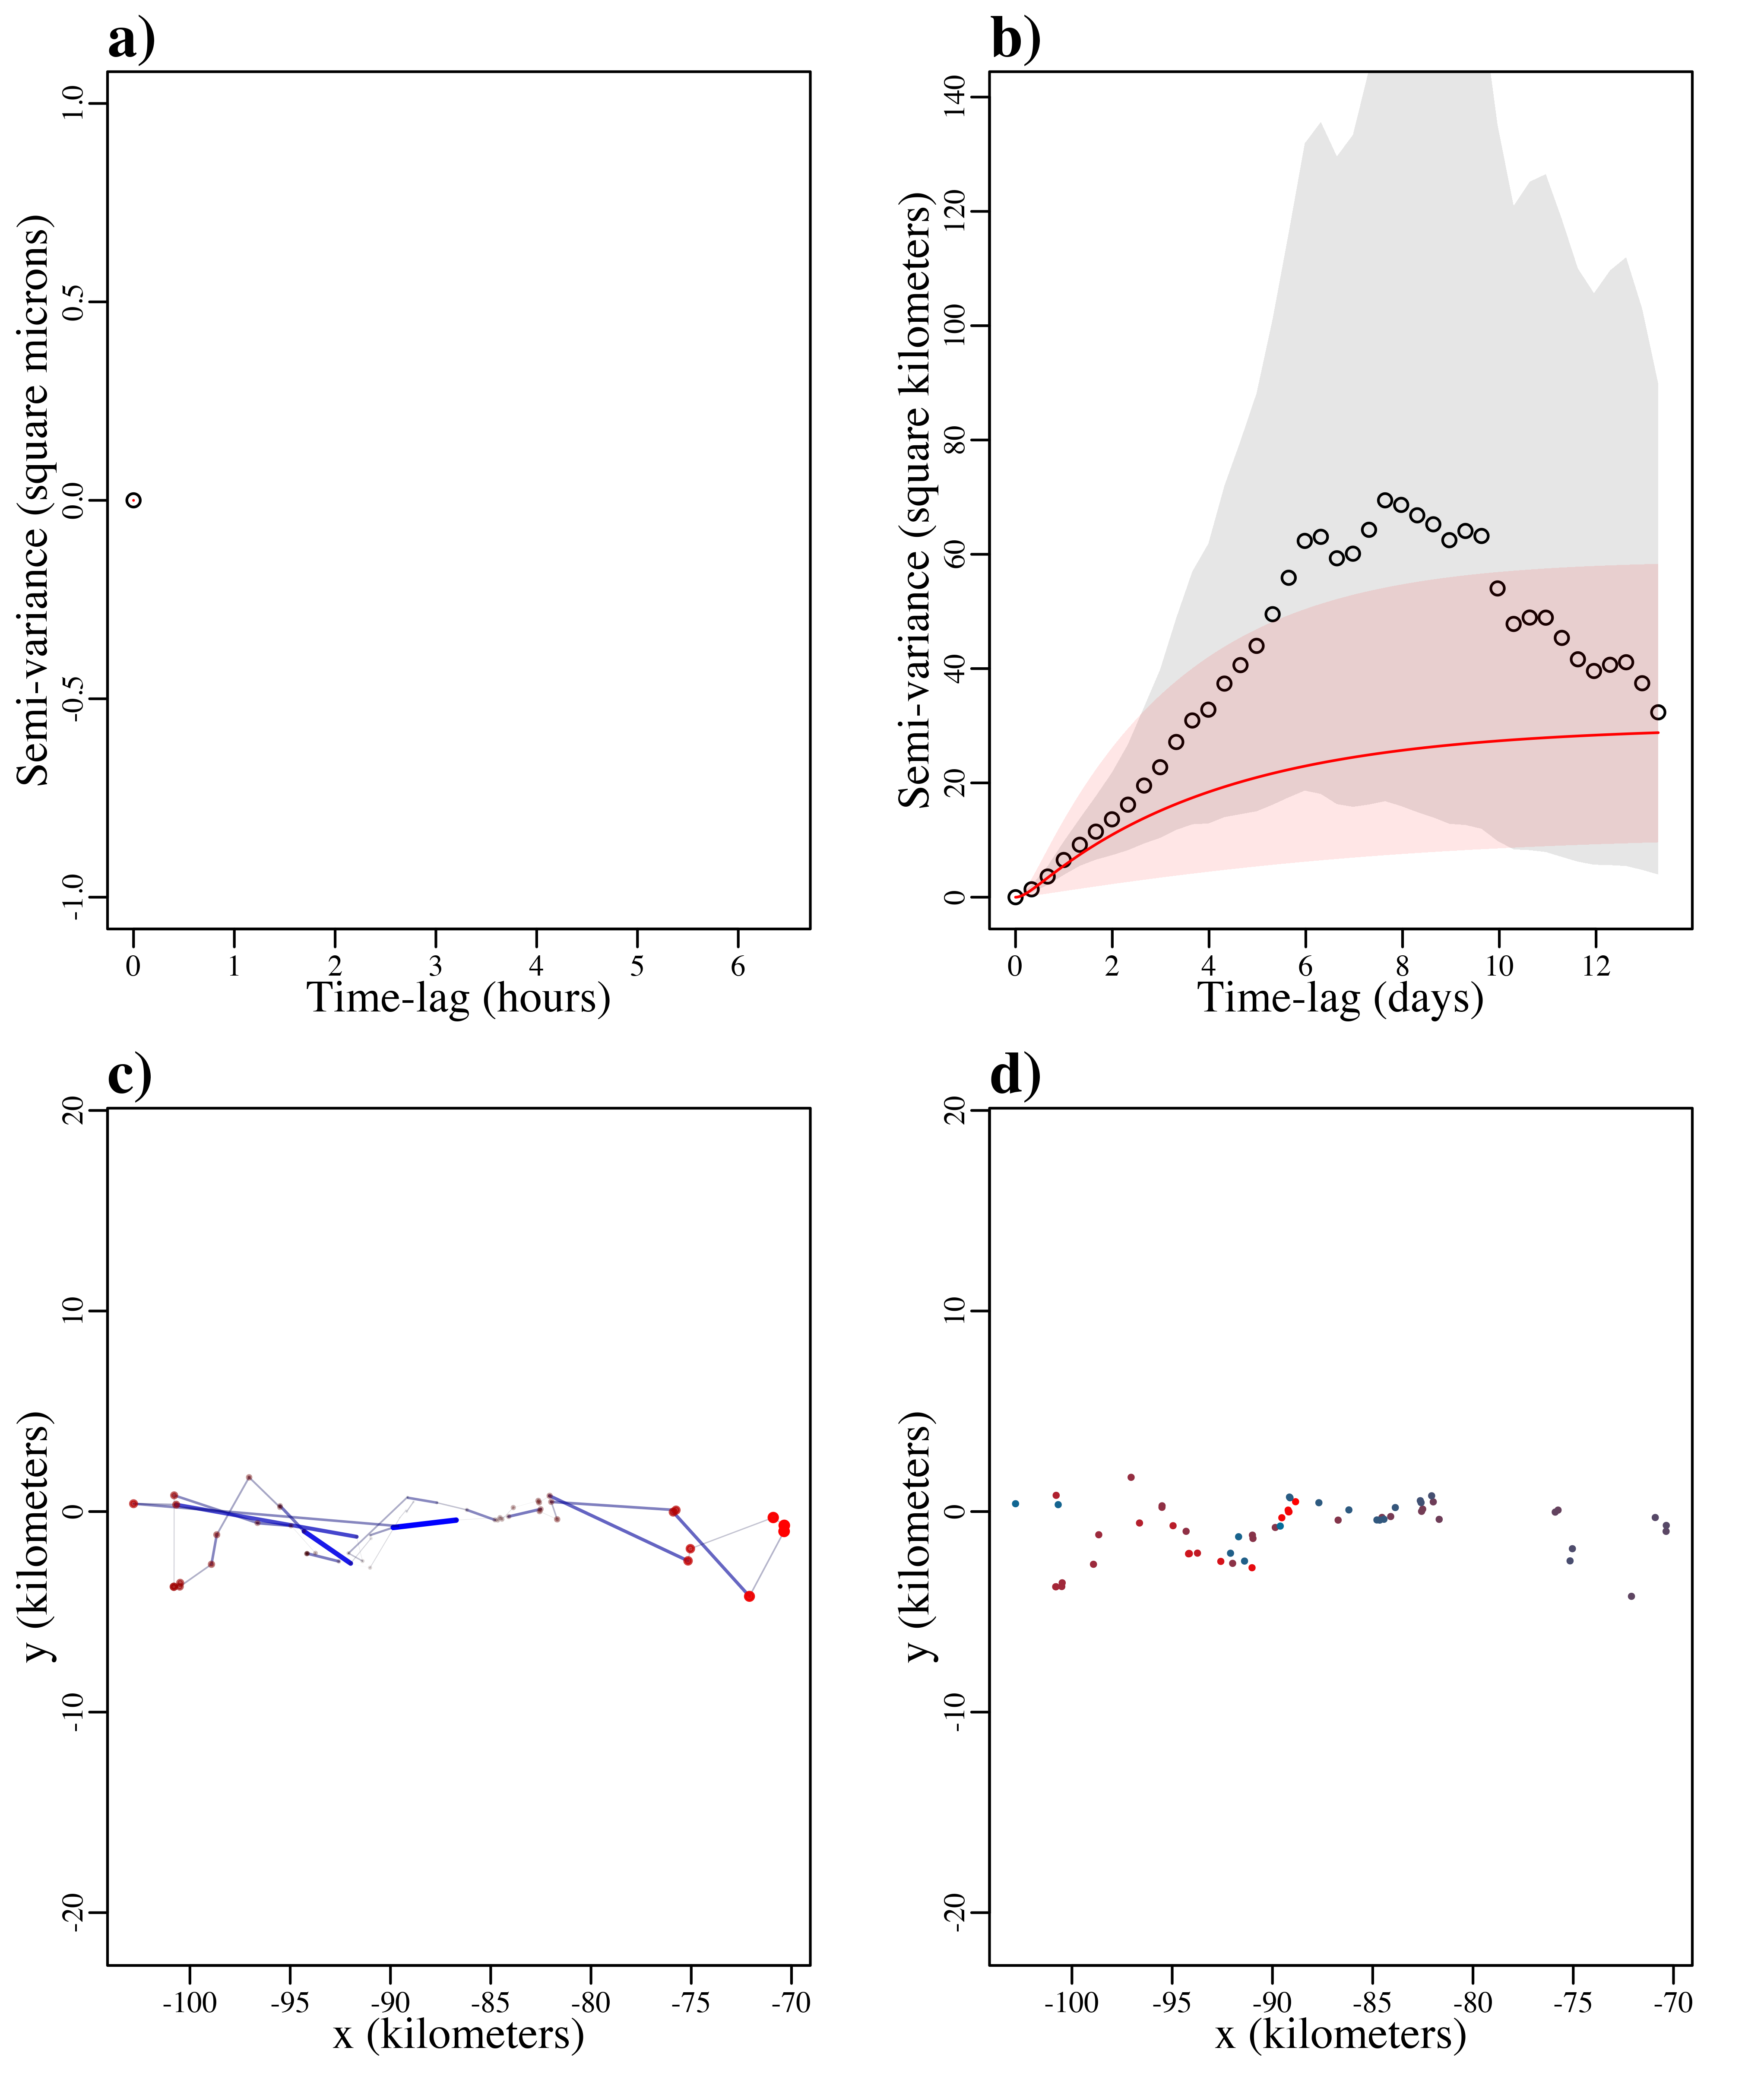 a)
1.0
0.5
0.0
-0.5
-1.0
Semi-variance (square microns)
0 1 2 3 4 5 6
Time-lag (hours)
b)
140
120
100
80
60
40
20
0
Semi-variance (square kilometers)
0 2 4 6 8 10 12
Time-lag (days)
c)
20
10
0
-10
-20
y (kilometers)
-100 -95 -90 -85 -80 -75 -70
x (kilometers)
d)
20
10
0
-10
-20
y (kilometers)
-100 -95 -90 -85 -80 -75 -70
x (kilometers)